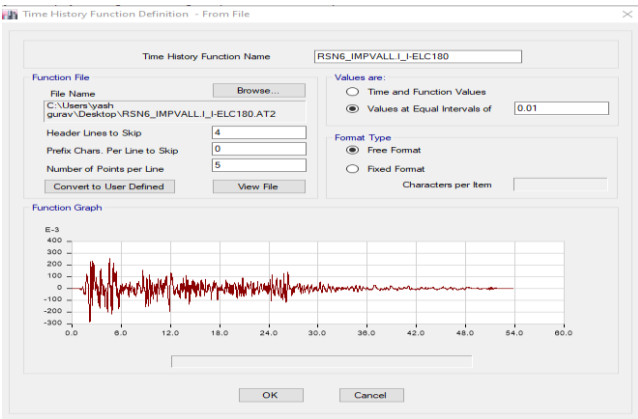 Time History Function Definition - From File
Time History Function Name
RSN6_IMPVALL.I_I-ELC180
Function File
File Name
Browse...
C:\Users\yash
gurav\Desktop\RSN6_IMPVALL.I_I-ELC180.AT2
Header Lines to Skip
4
Prefix Chars. Per Line to Skip
0
Number of Points per Line
5
Convert to User Defined
View File
Values are:
Time and Function Values
Values at Equal Intervals of
0.01
Format Type
Free Format
Fixed Format
Characters per Item
Function Graph
E-3
400
300
200
100
0
-100
-200
-300
0.0 6.0 12.0 18.0 24.0 30.0 36.0 42.0 48.0 54.0 60.0
OK
Cancel